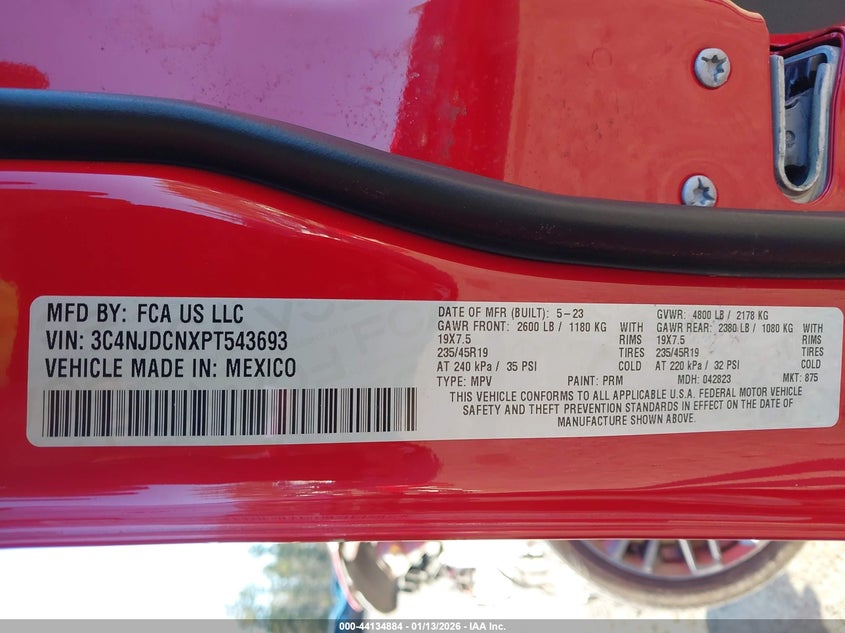 MFD BY: FCA US LLC
VIN: 3C4NJDCNXPT543693
VEHICLE MADE IN: MEXICO
DATE OF MFR (BUILT): 5-23 GVWR: 4800 LB / 2178 KG
GAWR FRONT: 2600 LB / 1180 KG WITH GAWR REAR: 2380 LB / 1080 KG WITH
19X7.5 RIMS 19X7.5 RIMS
235/45R19 TIRES 235/45R19 TIRES
AT 240 kPa / 35 PSI COLD AT 220 kPa / 32 PSI COLD
TYPE: MPV PAINT: PRM MDH: 042823 MKT: 875
THIS VEHICLE CONFORMS TO ALL APPLICABLE U.S.A. FEDERAL MOTOR VEHICLE
SAFETY AND THEFT PREVENTION STANDARDS IN EFFECT ON THE DATE OF
MANUFACTURE SHOWN ABOVE.
000-44134884 - 01/13/2026 - IAA Inc.